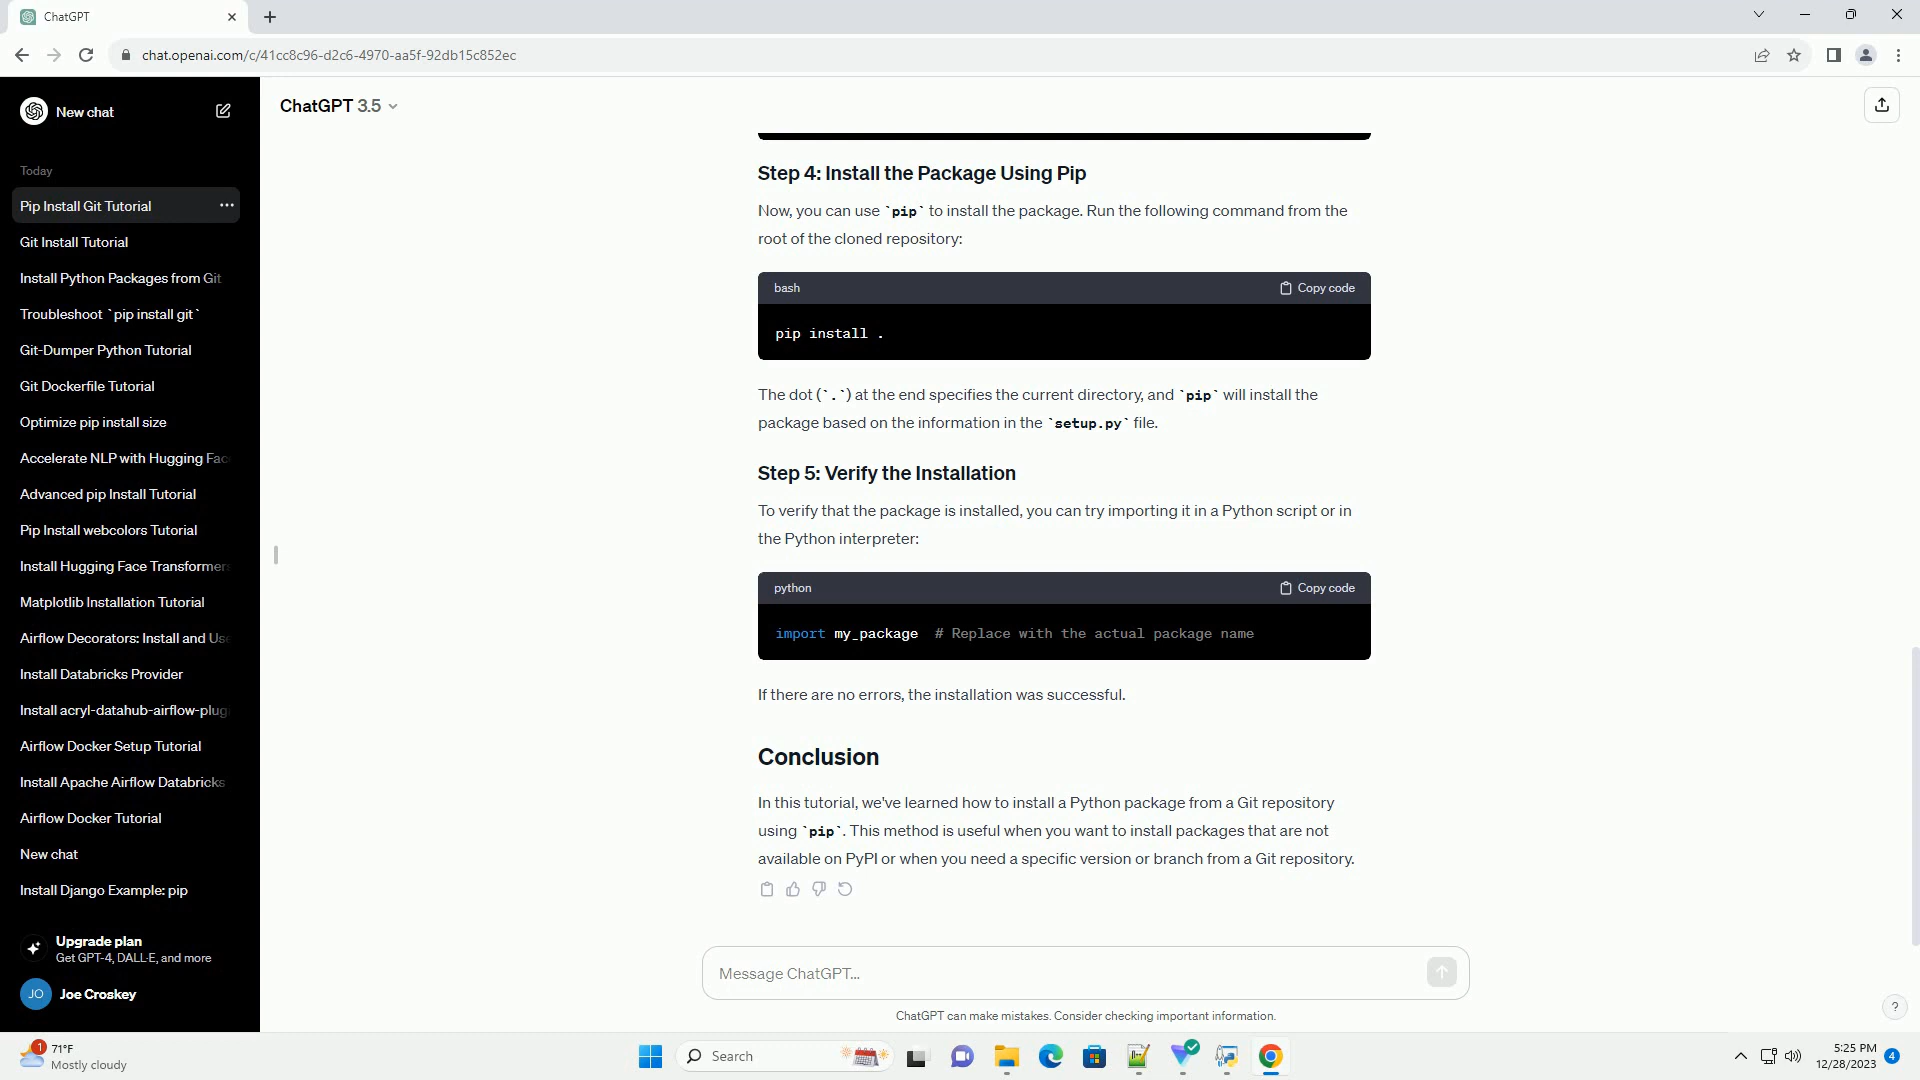 ChatGPT
chat.openai.com/c/41cc8c96-d2c6-4970-aa5f-92db15c852ec
New chat
ChatGPT 3.5
Today
Pip Install Git Tutorial
Git Install Tutorial
Install Python Packages from Git
Troubleshoot `pip install git`
Git-Dumper Python Tutorial
Git Dockerfile Tutorial
Optimize pip install size
Accelerate NLP with Hugging Fac
Advanced pip Install Tutorial
Pip Install webcolors Tutorial
Install Hugging Face Transformers
Matplotlib Installation Tutorial
Airflow Decorators: Install and Use
Install Databricks Provider
Install acryl-datahub-airflow-plug
Airflow Docker Setup Tutorial
Install Apache Airflow Databricks
Airflow Docker Tutorial
New chat
Install Django Example: pip
Upgrade plan
Get GPT-4, DALL·E, and more
JO Joe Croskey
Step 4: Install the Package Using Pip
Now, you can use `pip` to install the package. Run the following command from the
root of the cloned repository:
bash Copy code
pip install .
The dot (`.`) at the end specifies the current directory, and `pip` will install the
package based on the information in the `setup.py` file.
Step 5: Verify the Installation
To verify that the package is installed, you can try importing it in a Python script or in
the Python interpreter:
python Copy code
import my_package # Replace with the actual package name
If there are no errors, the installation was successful.
Conclusion
In this tutorial, we've learned how to install a Python package from a Git repository
using `pip`. This method is useful when you want to install packages that are not
available on PyPI or when you need a specific version or branch from a Git repository.
Message ChatGPT...
ChatGPT can make mistakes. Consider checking important information.
?
1 71°F
Mostly cloudy
Search
5:25 PM
12/28/2023 4